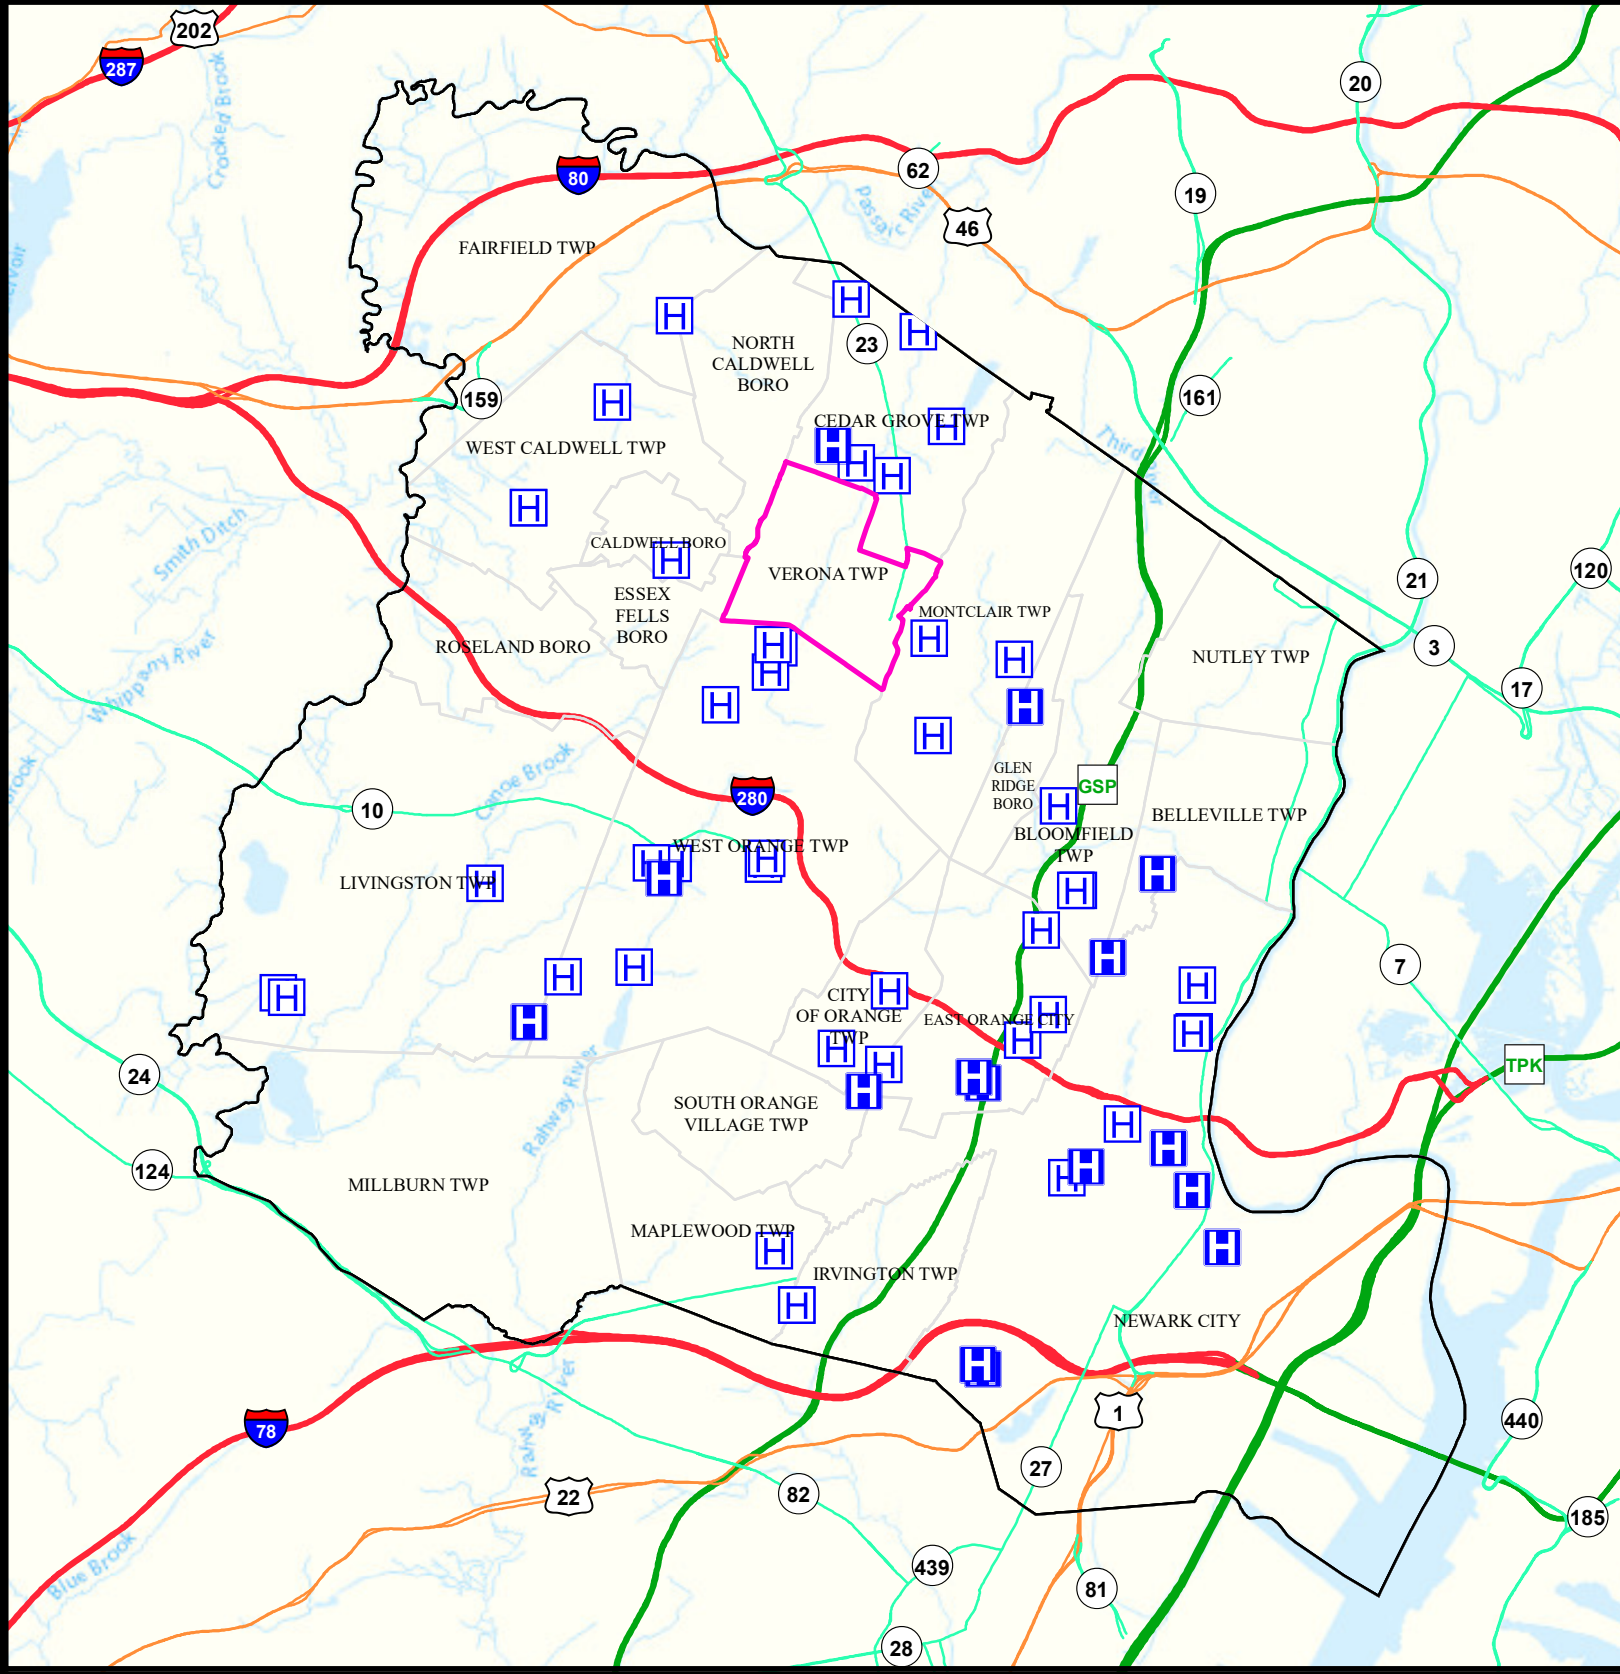 202
287
Crooked Brook
20
80
62
19
Passaic River
46
FAIRFIELD TWP
ervoir
H
H
H
23
NORTH
CALDWELL
BORO
159
161
H
CEDAR GROVE TWP
H
H
H
H
WEST CALDWELL TWP
Third River
H
Smith Ditch
CALDWELL BORO
H
VERONA TWP
21
120
ESSEX
FELLS
BORO
MONTCLAIR TWP
H
H
H
ROSELAND BORO
NUTLEY TWP
3
17
Whippany River
H
H
H
H
H
GLEN
RIDGE
BORO
GSP
Brook
Canoe Brook
280
10
H
BELLEVILLE TWP
BLOOMFIELD
TWP
WEST ORANGE TWP
H
H
H
H
H
LIVINGSTON TWP
H
H
H
H
H
7
H
H
H
H
H
CITY
OF ORANGE
TWP
H
H
EAST ORANGE CITY
H
H
H
H
H
H
TPK
24
H
H
SOUTH ORANGE
VILLAGE TWP
Rahway River
H
H
124
MILLBURN TWP
H
H
H
MAPLEWOOD TWP
H
H
IRVINGTON TWP
H
NEWARK CITY
H
Rahway River
78
1
440
27
22
82
185
Blue Brook
439
81
28